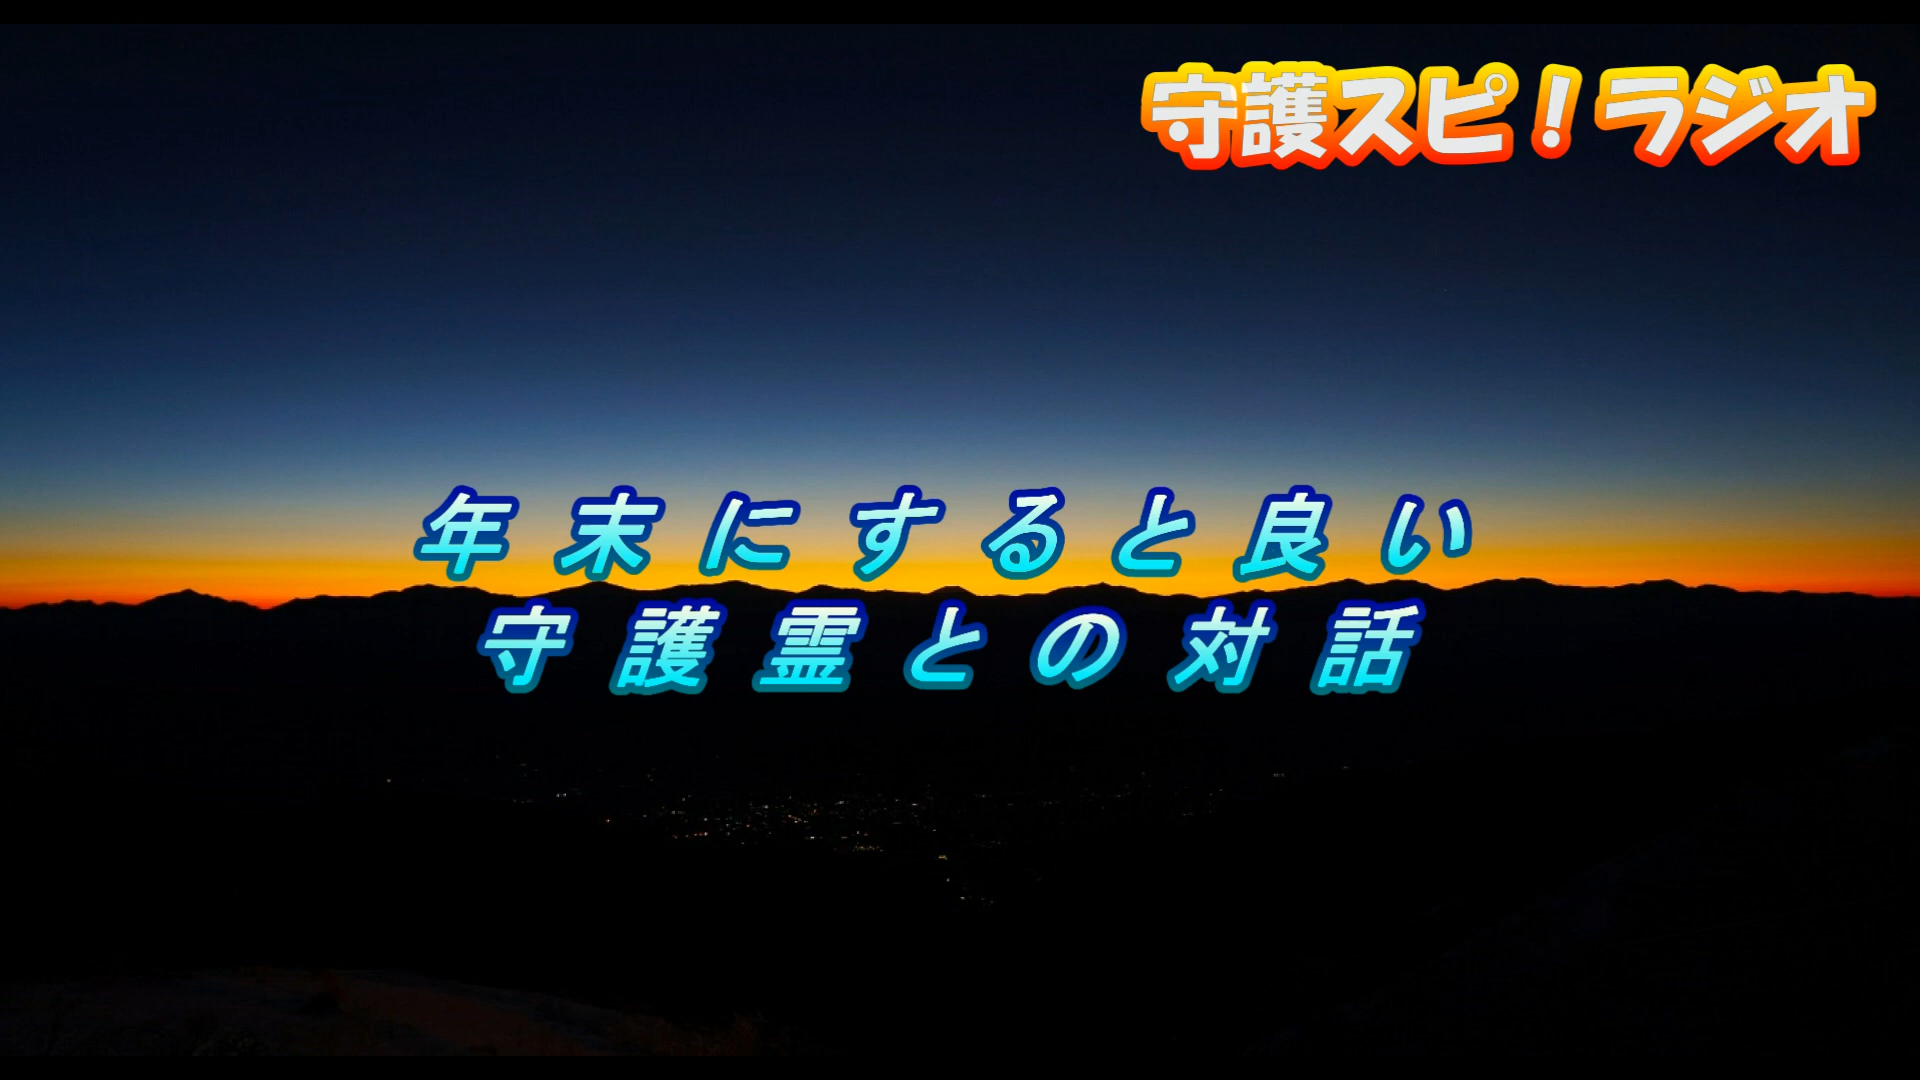 守護スピ！ラジオ
年末にすると良い
守護霊との対話